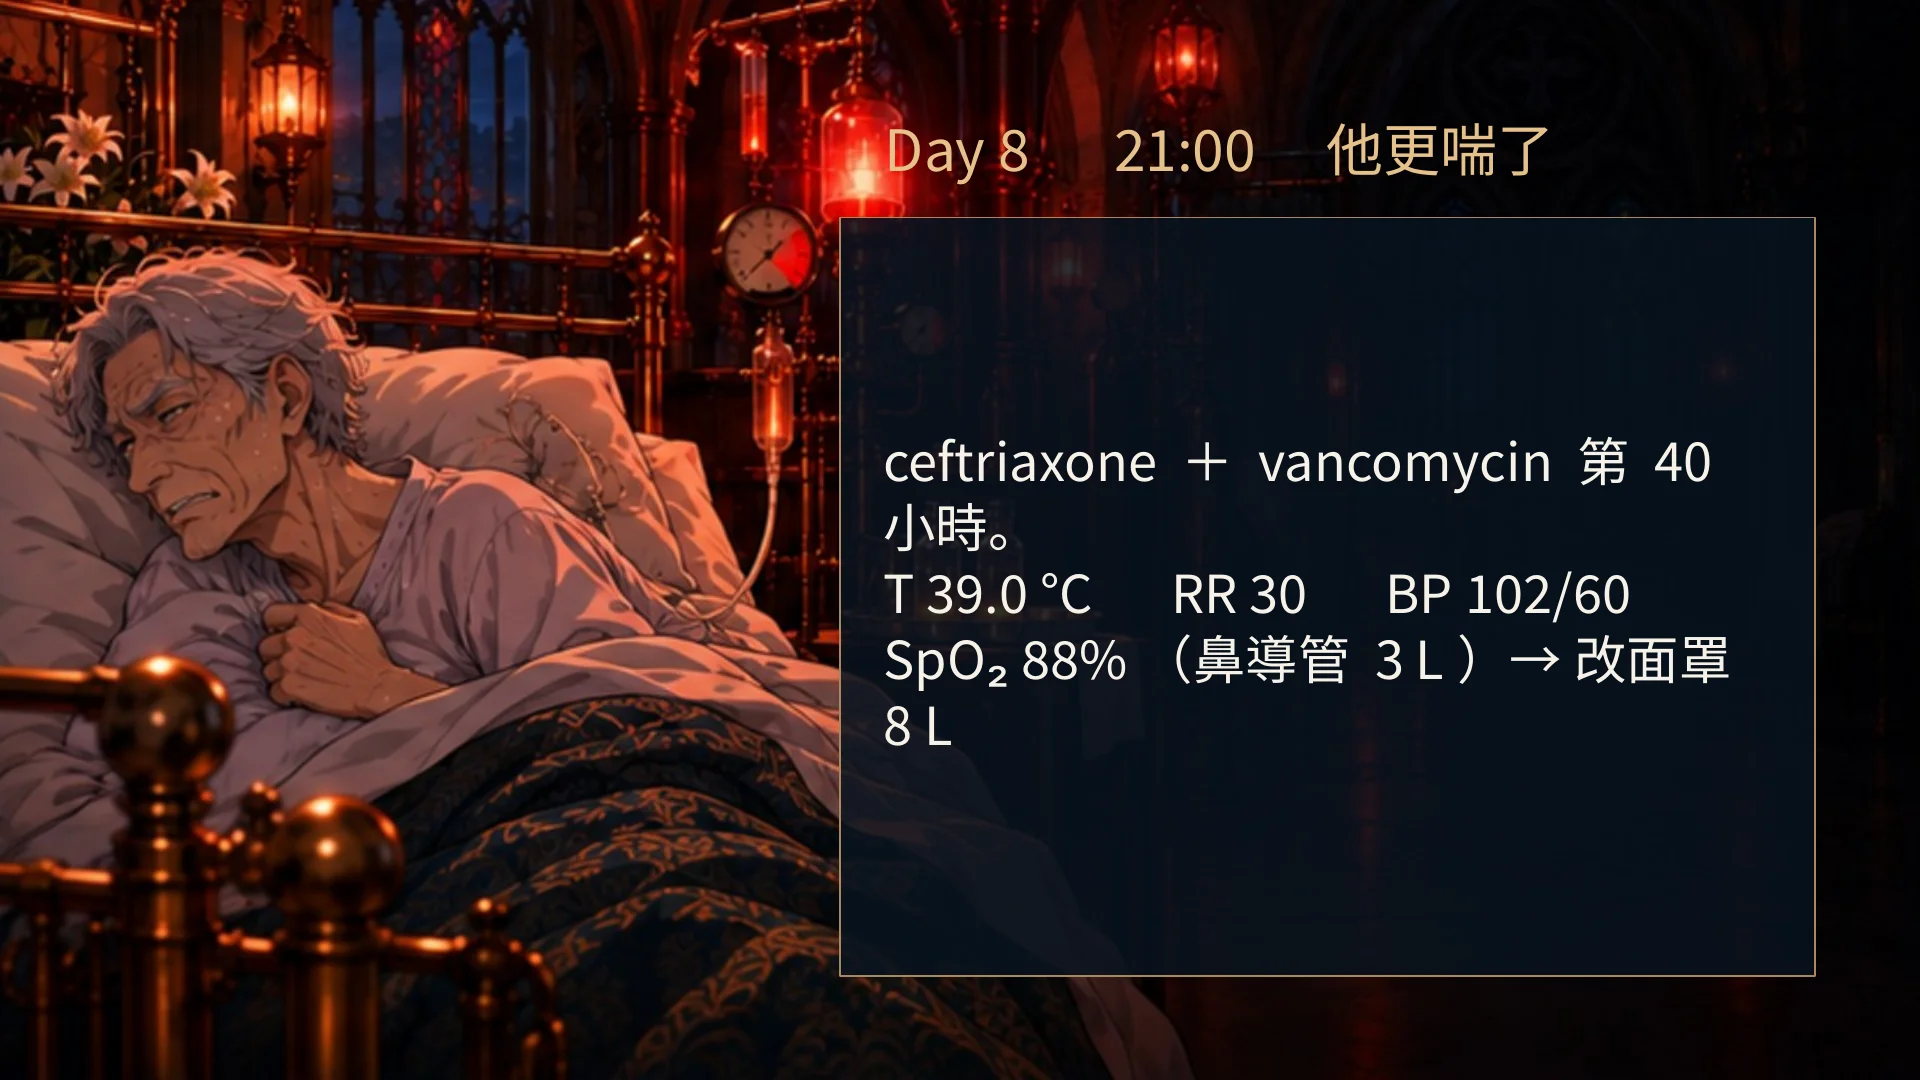 Day 8  21:00  他更喘了
ceftriaxone ＋ vancomycin 第 40
小時。
T 39.0 °C  RR 30  BP 102/60
SpO₂ 88%（鼻導管 3 L）→ 改面罩
8 L